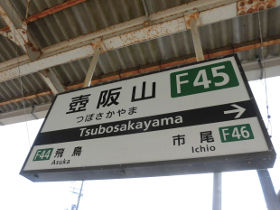 壺阪山 F45
つぼさかやま
Tsubosakayama
F44 飛鳥
Asuka
市尾 F46
Ichio